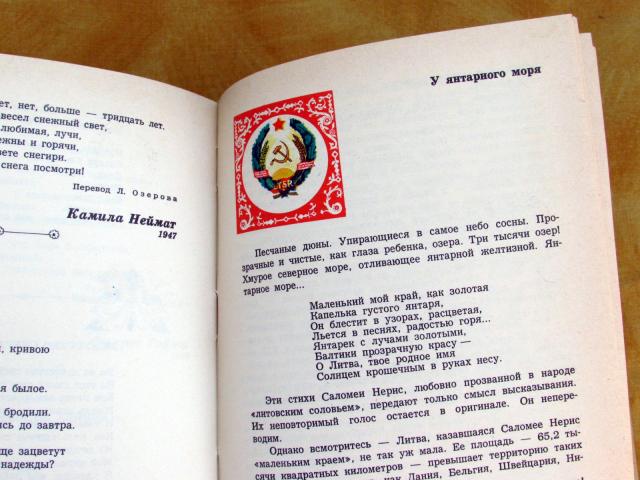 ет, нет, больше — тридцать лет.
весел снежный свет,
любимая, лучи,
ежны и горячи,
вете снегири.
снега посмотри!
Перевод Л. Озерова
Камила Неймат
1947
й, кривою
я былое.
бродили.
ись до завтра.
ще зацветут
надежды?
У янтарного моря
LTSR
Песчаные дюны. Упирающиеся в самое небо сосны. Про-
зрачные и чистые, как глаза ребенка, озера. Три тысячи озер!
Хмурое северное море, отливающее янтарной желтизной. Ян-
тарное море...
Маленький мой край, как золотая
Капелька густого янтаря,
Он блестит в узорах, расцветая,
Льется в песнях, радостью горя...
Янтарек с лучами золотыми,
Балтики прозрачную красу —
О Литва, твое родное имя
Солнцем крошечным в руках несу.
Эти стихи Саломеи Нерис, любовно прозванной в народе
«литовским соловьем», передают только смысл высказывания.
Их неповторимый голос остается в оригинале. Он непере-
водим.
Однако всмотритесь — Литва, казавшаяся Саломее Нерис
«маленьким краем», не так уж мала. Ее площадь — 65,2 ты-
сячи квадратных километров — превышает территорию таких
как Дания, Бельгия, Швейцария, Ни-